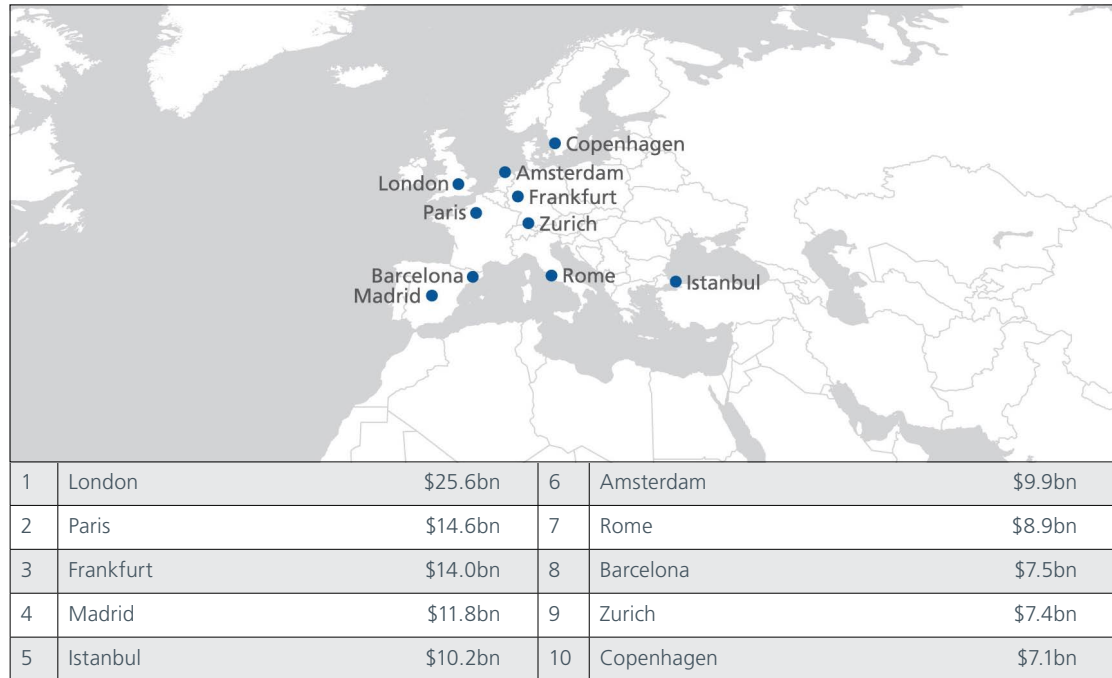 Copenhagen
Amsterdam
London
Frankfurt
Paris
Zurich
Barcelona
Rome
Madrid
Istanbul
1 London $25.6bn 6 Amsterdam $9.9bn
2 Paris $14.6bn 7 Rome $8.9bn
3 Frankfurt $14.0bn 8 Barcelona $7.5bn
4 Madrid $11.8bn 9 Zurich $7.4bn
5 Istanbul $10.2bn 10 Copenhagen $7.1bn